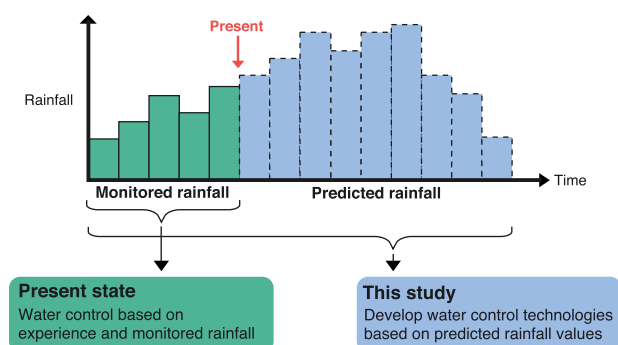 Present
Rainfall
Time
Monitored rainfall
Predicted rainfall
Present state
Water control based on
experience and monitored rainfall
This study
Develop water control technologies
based on predicted rainfall values